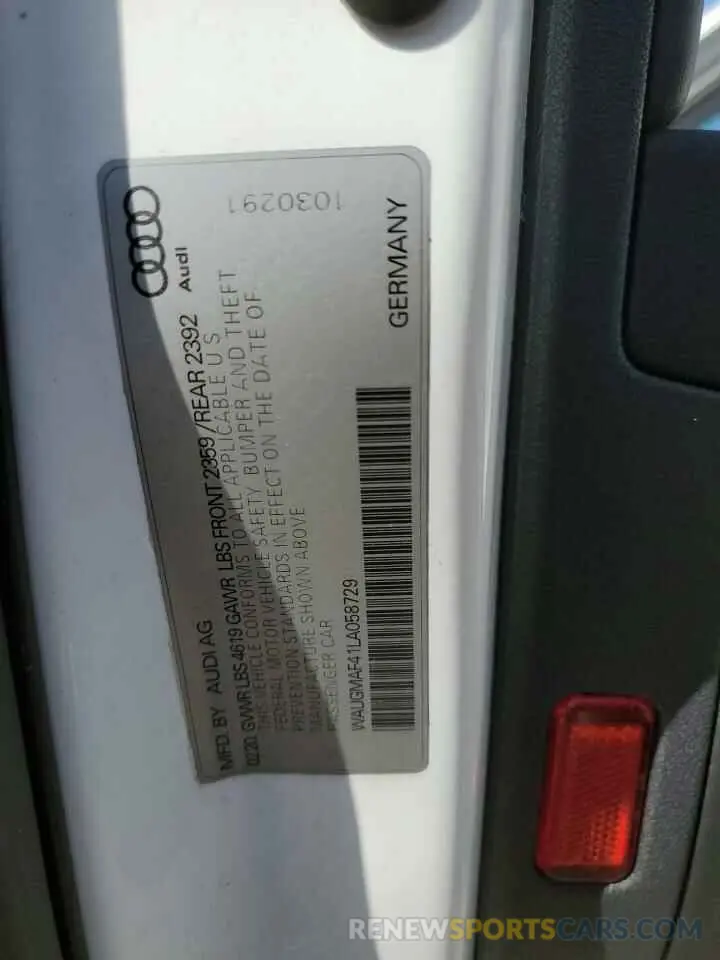 MFD. BY AUDI AG
02/20 GVWR LBS 4619 GAWR LBS FRONT 2359 / REAR 2392
THIS VEHICLE CONFORMS TO ALL APPLICABLE U S
FEDERAL MOTOR VEHICLE SAFETY BUMPER AND THEFT
PREVENTION STANDARDS IN EFFECT ON THE DATE OF
MANUFACTURE SHOWN ABOVE
PASSENGER CAR
WAUGMAF41LA058729
Audi
1030291
GERMANY
RENEWSPORTSCARS.COM